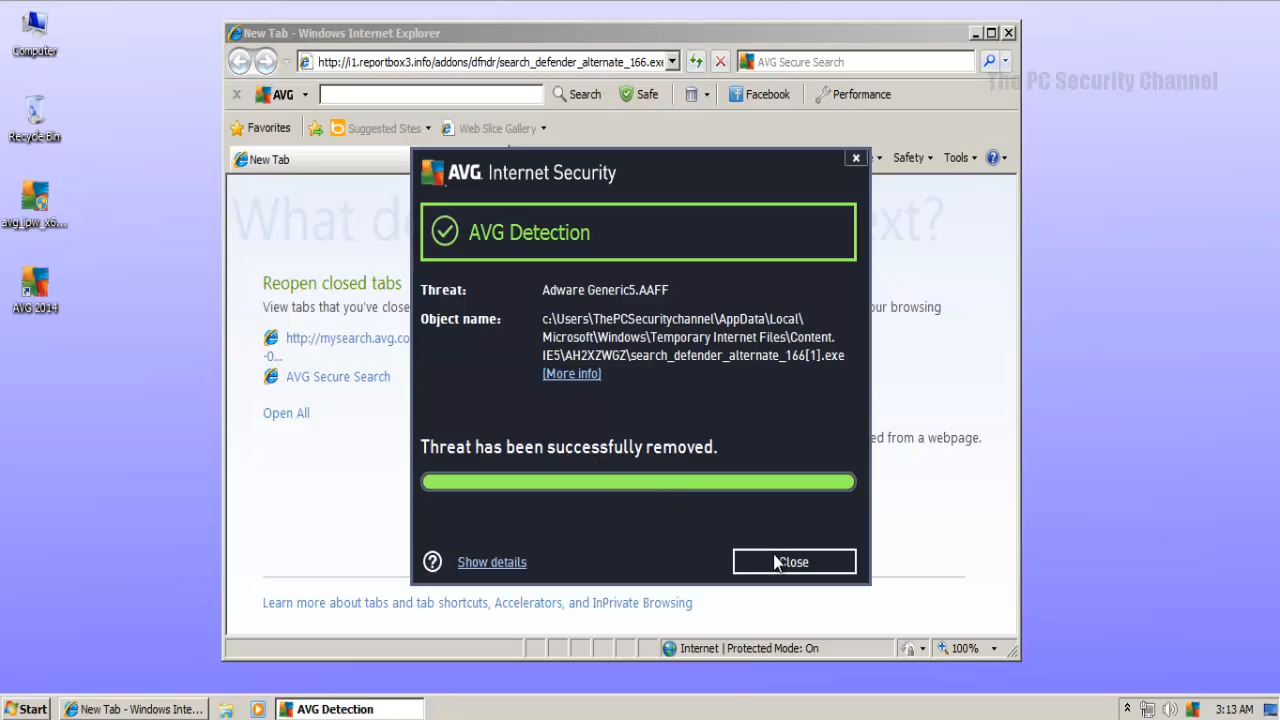 Computer
Recycle Bin
avg_ipw_x6...
AVG 2014
New Tab - Windows Internet Explorer
http://i1.reportbox3.info/addons/dfndr/search_defender_alternate_166.exe
AVG Secure Search
The PC Security Channel
AVG
Search
Safe
Facebook
Performance
Favorites
Suggested Sites
Web Slice Gallery
New Tab
Safety
Tools
What do
ext?
Reopen closed tabs
View tabs that you've close
ur browsing
http://mysearch.avg.co
-0...
AVG Secure Search
Open All
ed from a webpage.
Learn more about tabs and tab shortcuts, Accelerators, and InPrivate Browsing
AVG. Internet Security
AVG Detection
Threat:
Adware Generic5.AAFF
Object name:
c:\Users\ThePCSecuritychannel\AppData\Local\
Microsoft\Windows\Temporary Internet Files\Content.
IE5\AH2XZWGZ\search_defender_alternate_166[1].exe
(More info)
Threat has been successfully removed.
Show details
Close
Internet | Protected Mode: On
100%
Start
New Tab - Windows Inte...
AVG Detection
3:13 AM